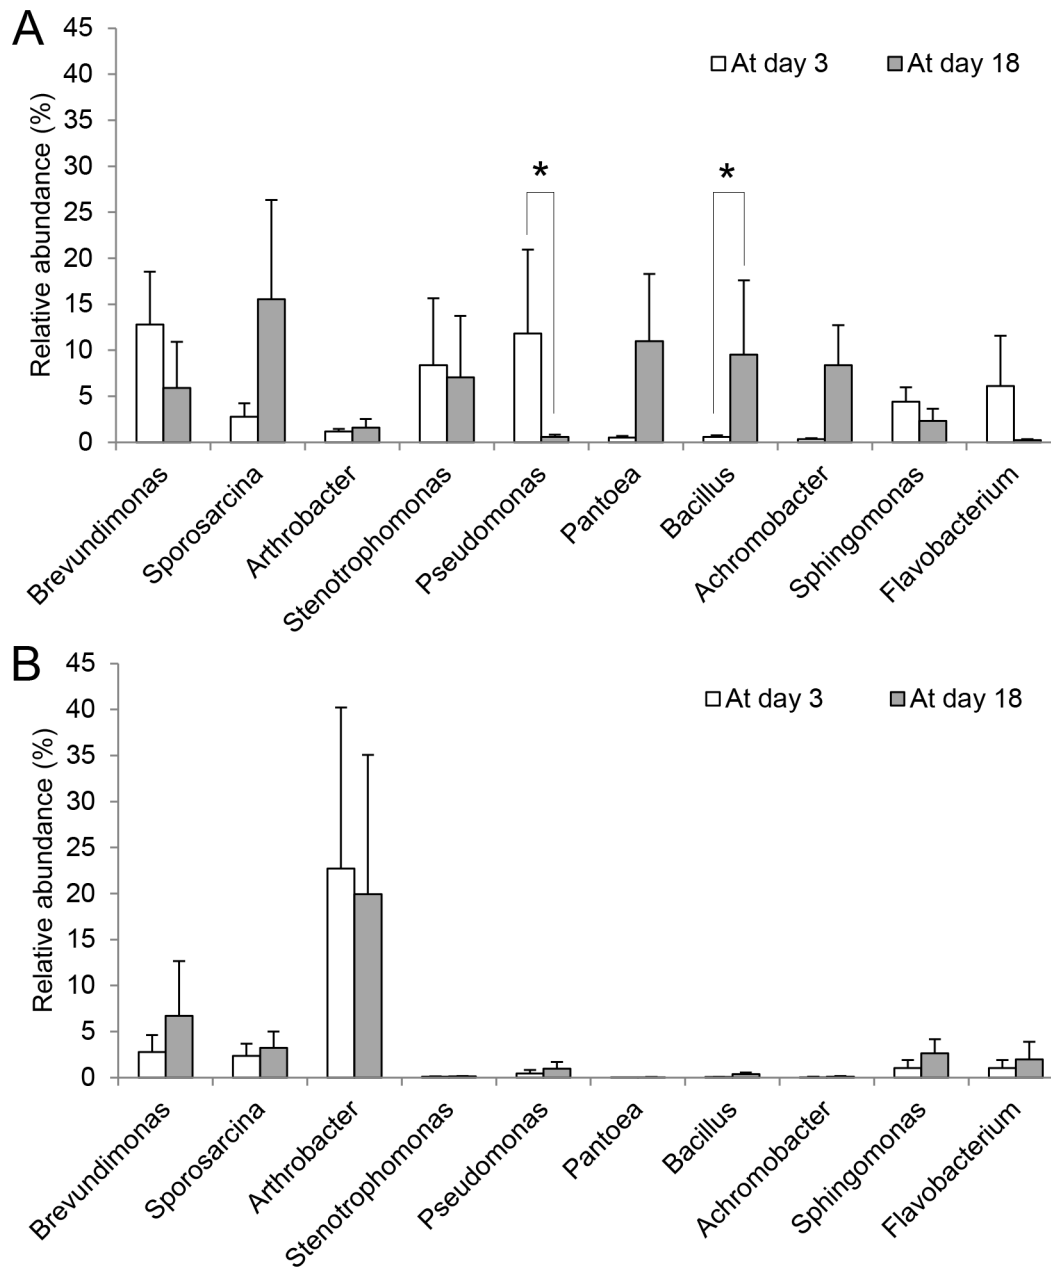 A
45
40
35
30
25
20
15
10
5
0
Relative abundance (%)
At day 3 At day 18
* *
Brevundimonas
Sporosarcina
Arthrobacter
Stenotrophomonas
Pseudomonas
Pantoea
Bacillus
Achromobacter
Sphingomonas
Flavobacterium
B
45
40
35
30
25
20
15
10
5
0
Relative abundance (%)
At day 3 At day 18
Brevundimonas
Sporosarcina
Arthrobacter
Stenotrophomonas
Pseudomonas
Pantoea
Bacillus
Achromobacter
Sphingomonas
Flavobacterium